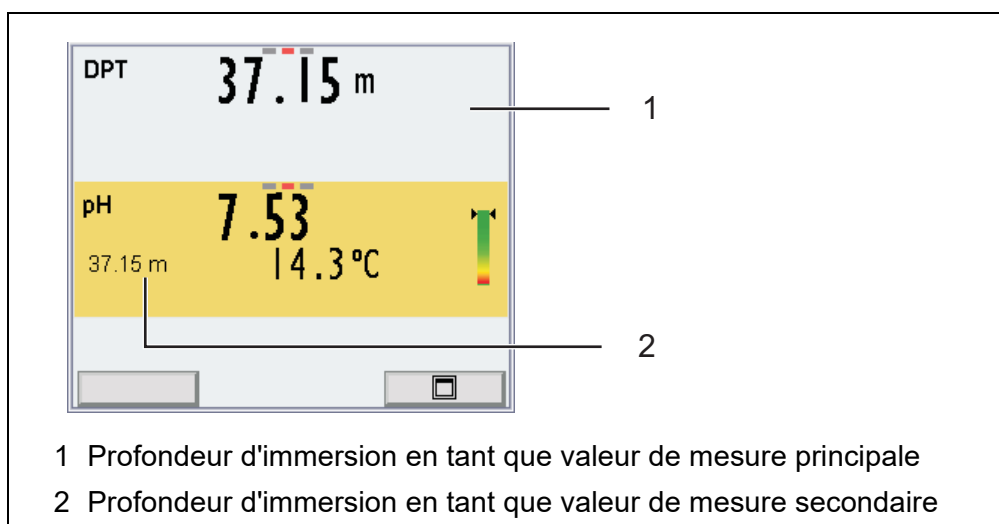 DPT 37.15 m
1
pH 7.53
37.15 m 14.3°C
2
1 Profondeur d'immersion en tant que valeur de mesure principale
2 Profondeur d'immersion en tant que valeur de mesure secondaire